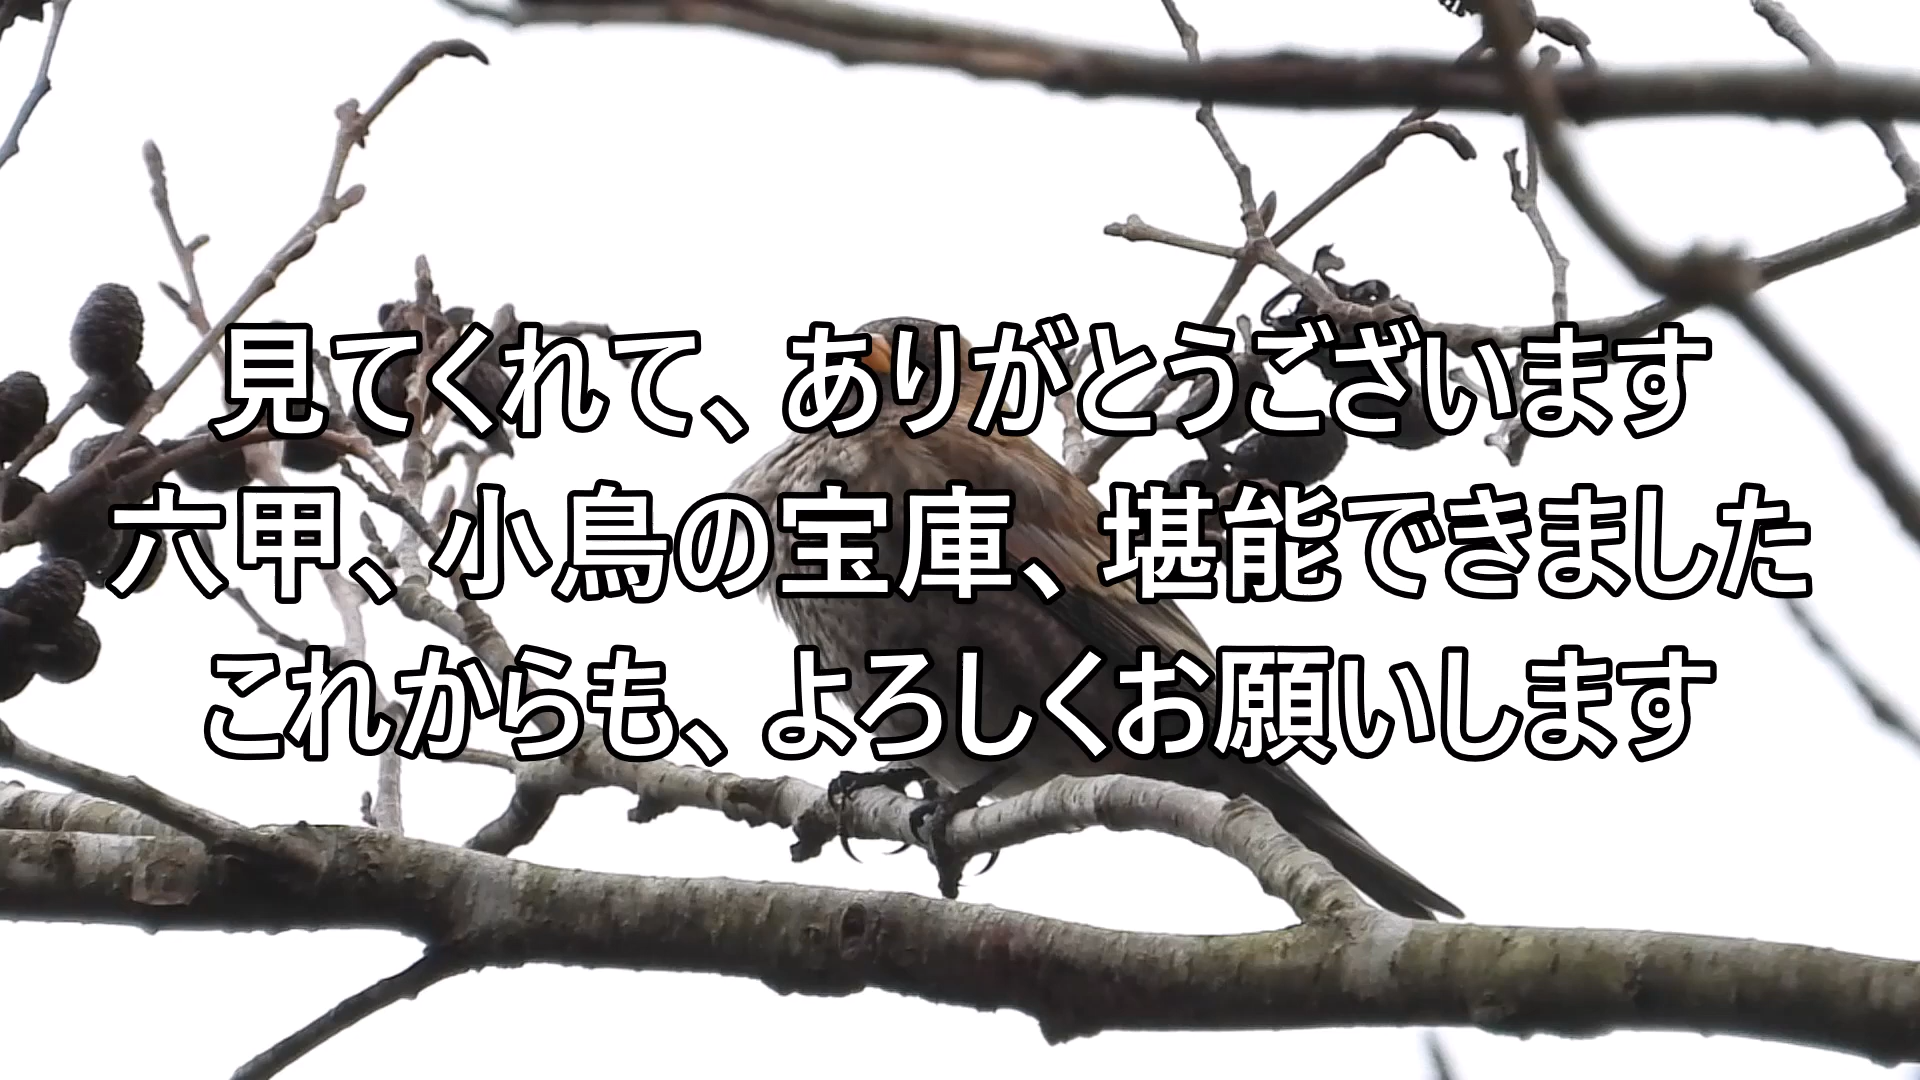 見てくれて、ありがとうございます
六甲、小鳥の宝庫、堪能できました
これからも、よろしくお願いします